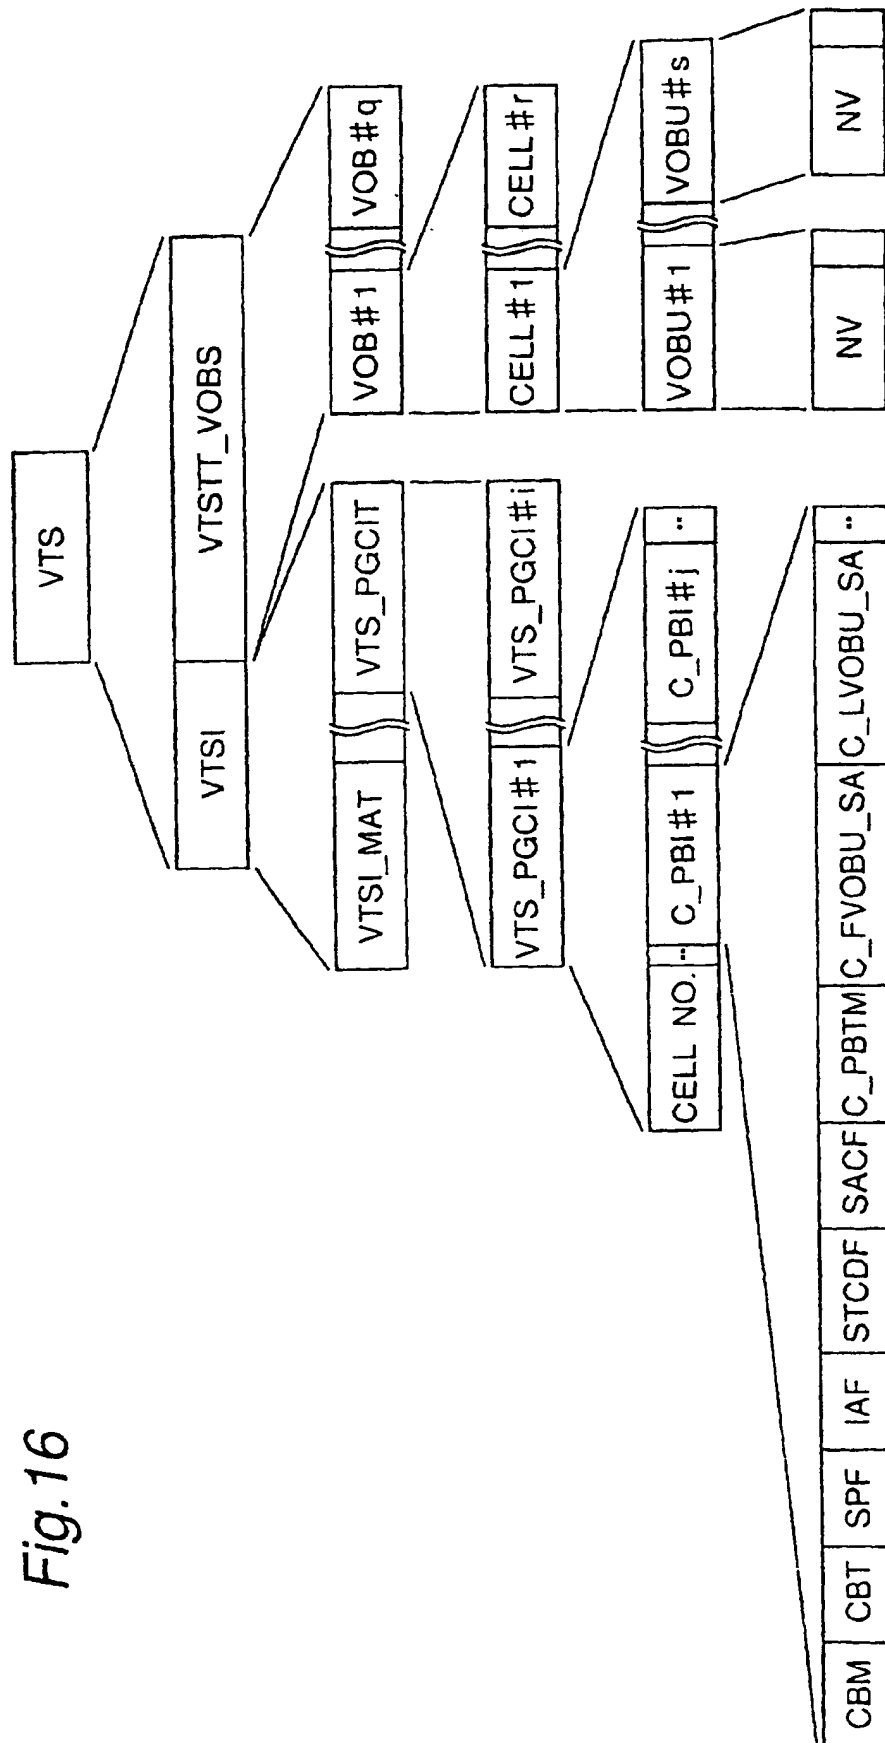 Fig.16
VTS
VTSI VTSTT_VOBS
VTSI_MAT VTS_PGCIT VOB#1 VOB#q
VTS_PGCI#1 VTS_PGCI#i CELL#1 CELL#r
CELL NO. ·· C_PBI#1 C_PBI#j ·· VOBU#1 VOBU#s
CBM CBT SPF IAF STCDF SACF C_PBTM C_FVOBU_SA C_LVOBU_SA ·· NV NV